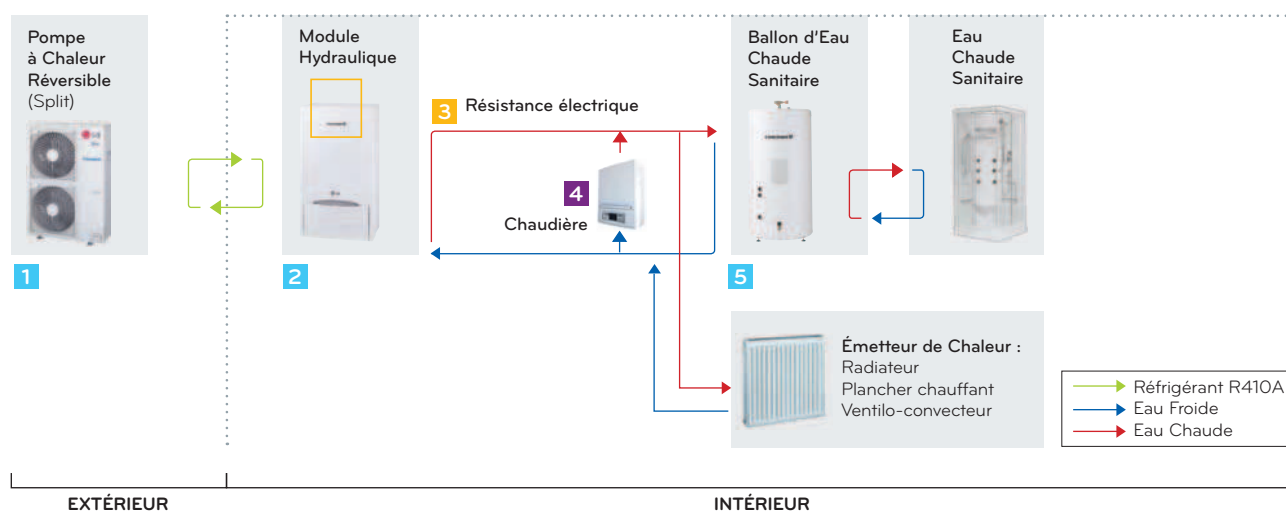 Pompe
à Chaleur
Réversible
(Split)
1
Module
Hydraulique
2
3 Résistance électrique
4
Chaudière
Ballon d'Eau
Chaude
Sanitaire
5
Eau
Chaude
Sanitaire
Émetteur de Chaleur :
Radiateur
Plancher chauffant
Ventilo-convecteur
Réfrigérant R410A
Eau Froide
Eau Chaude
EXTÉRIEUR
INTÉRIEUR